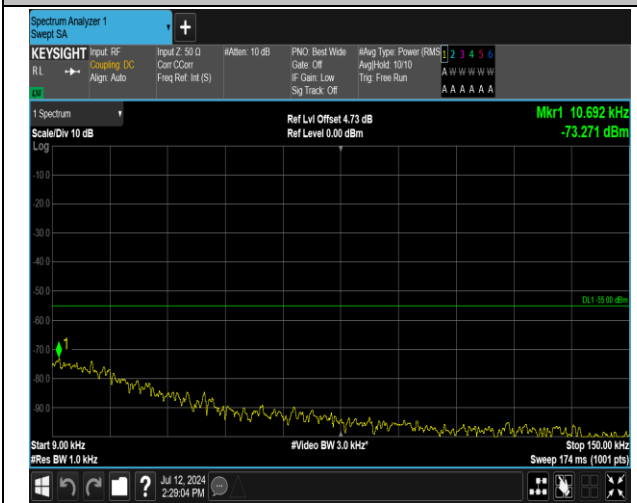 Spectrum Analyzer 1
Swept SA
+
KEYSIGHT Input: RF Input Z: 50 Ω #Atten: 10 dB PNO: Best Wide #Avg Type: Power (RMS 1 2 3 4 5 6
R L Coupling: DC Corr CCorr Gate: Off Avg|Hold: 10/10 A W W W W W
Align: Auto Freq Ref: Int (S) IF Gain: Low Trig: Free Run
Sig Track: Off A A A A A A
1 Spectrum Ref Lvl Offset 4.73 dB Mkr1 10.692 kHz
Scale/Div 10 dB Ref Level 0.00 dBm -73.271 dBm
Log
-10.0
-20.0
-30.0
-40.0
-50.0
DL1 -55.00 dBm
-60.0
-70.0 1
-80.0
-90.0
Start 9.00 kHz #Video BW 3.0 kHz* Stop 150.00 kHz
#Res BW 1.0 kHz Sweep 174 ms (1001 pts)
? Jul 12, 2024
2:29:04 PM